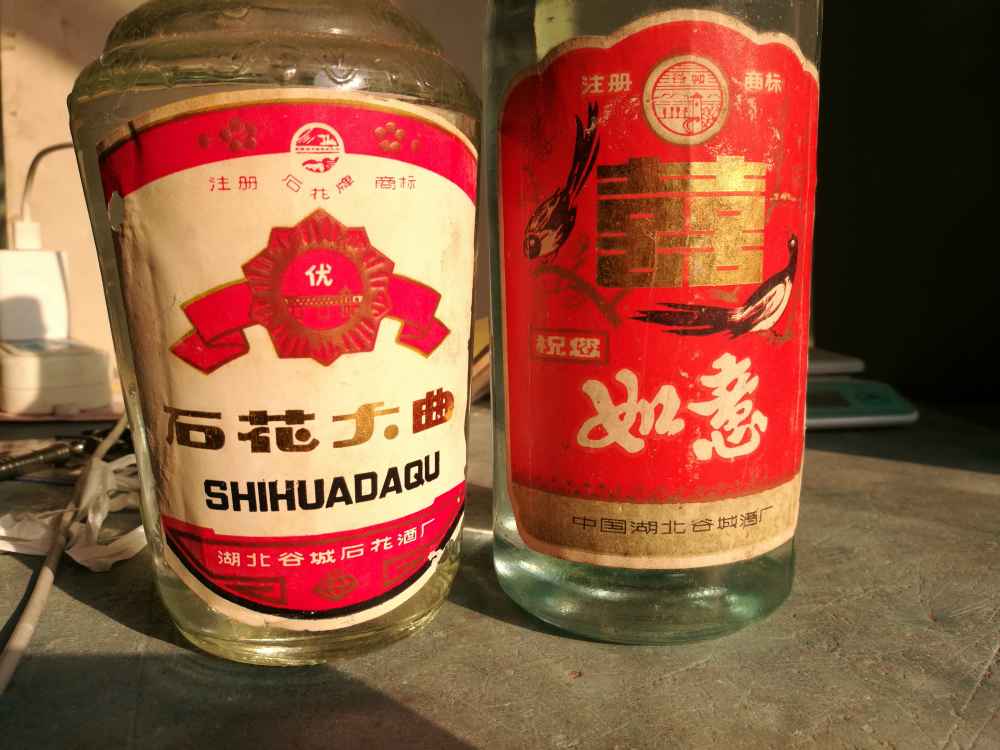 注册 石花牌 商标
优
石花大曲
SHIHUADAQU
湖北谷城石花酒厂
注册 商标
囍
祝您
如意
中国湖北谷城酒厂